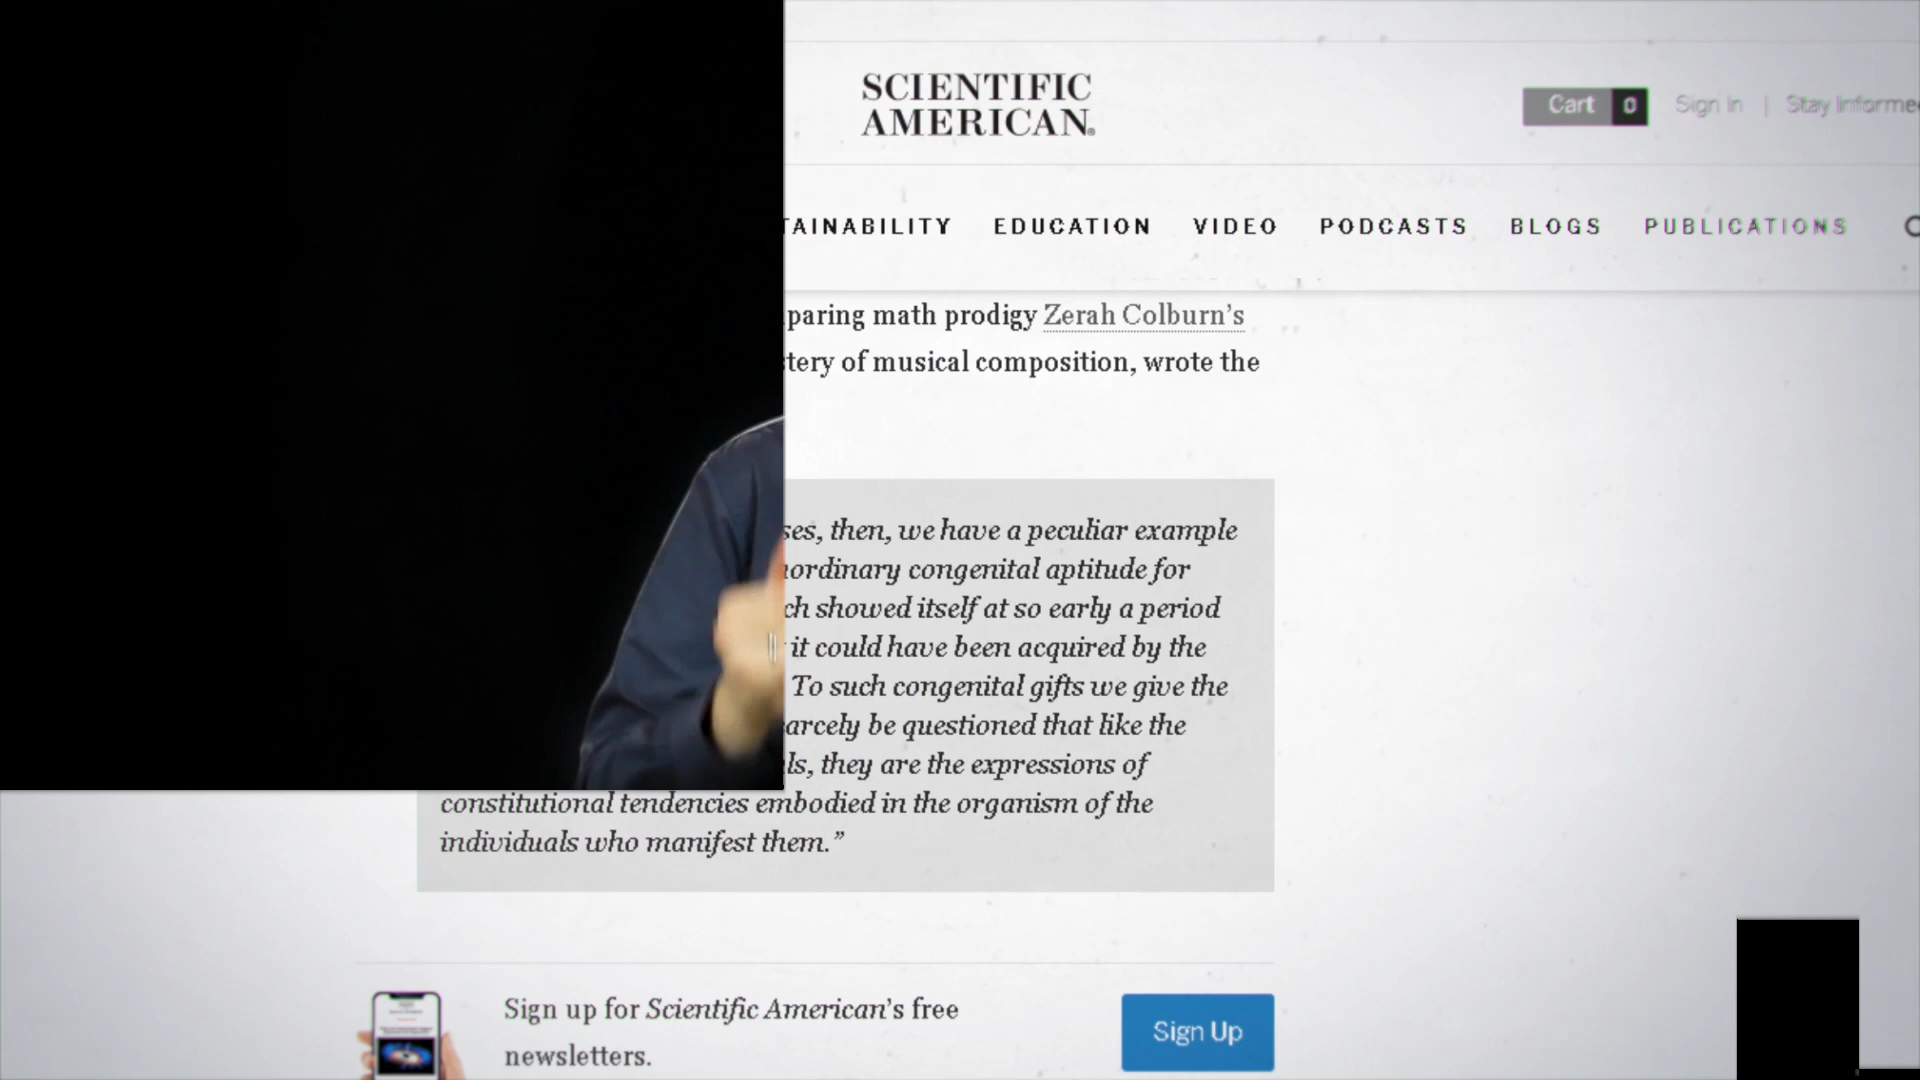 SCIENTIFIC
AMERICAN®
Cart 0 Sign In | Stay Informe
TAINABILITY EDUCATION VIDEO PODCASTS BLOGS PUBLICATIONS
paring math prodigy Zerah Colburn’s
tery of musical composition, wrote the
ses, then, we have a peculiar example
ordinary congenital aptitude for
ch showed itself at so early a period
it could have been acquired by the
To such congenital gifts we give the
arcely be questioned that like the
ls, they are the expressions of
constitutional tendencies embodied in the organism of the
individuals who manifest them.”
Sign up for Scientific American’s free
newsletters.
Sign Up